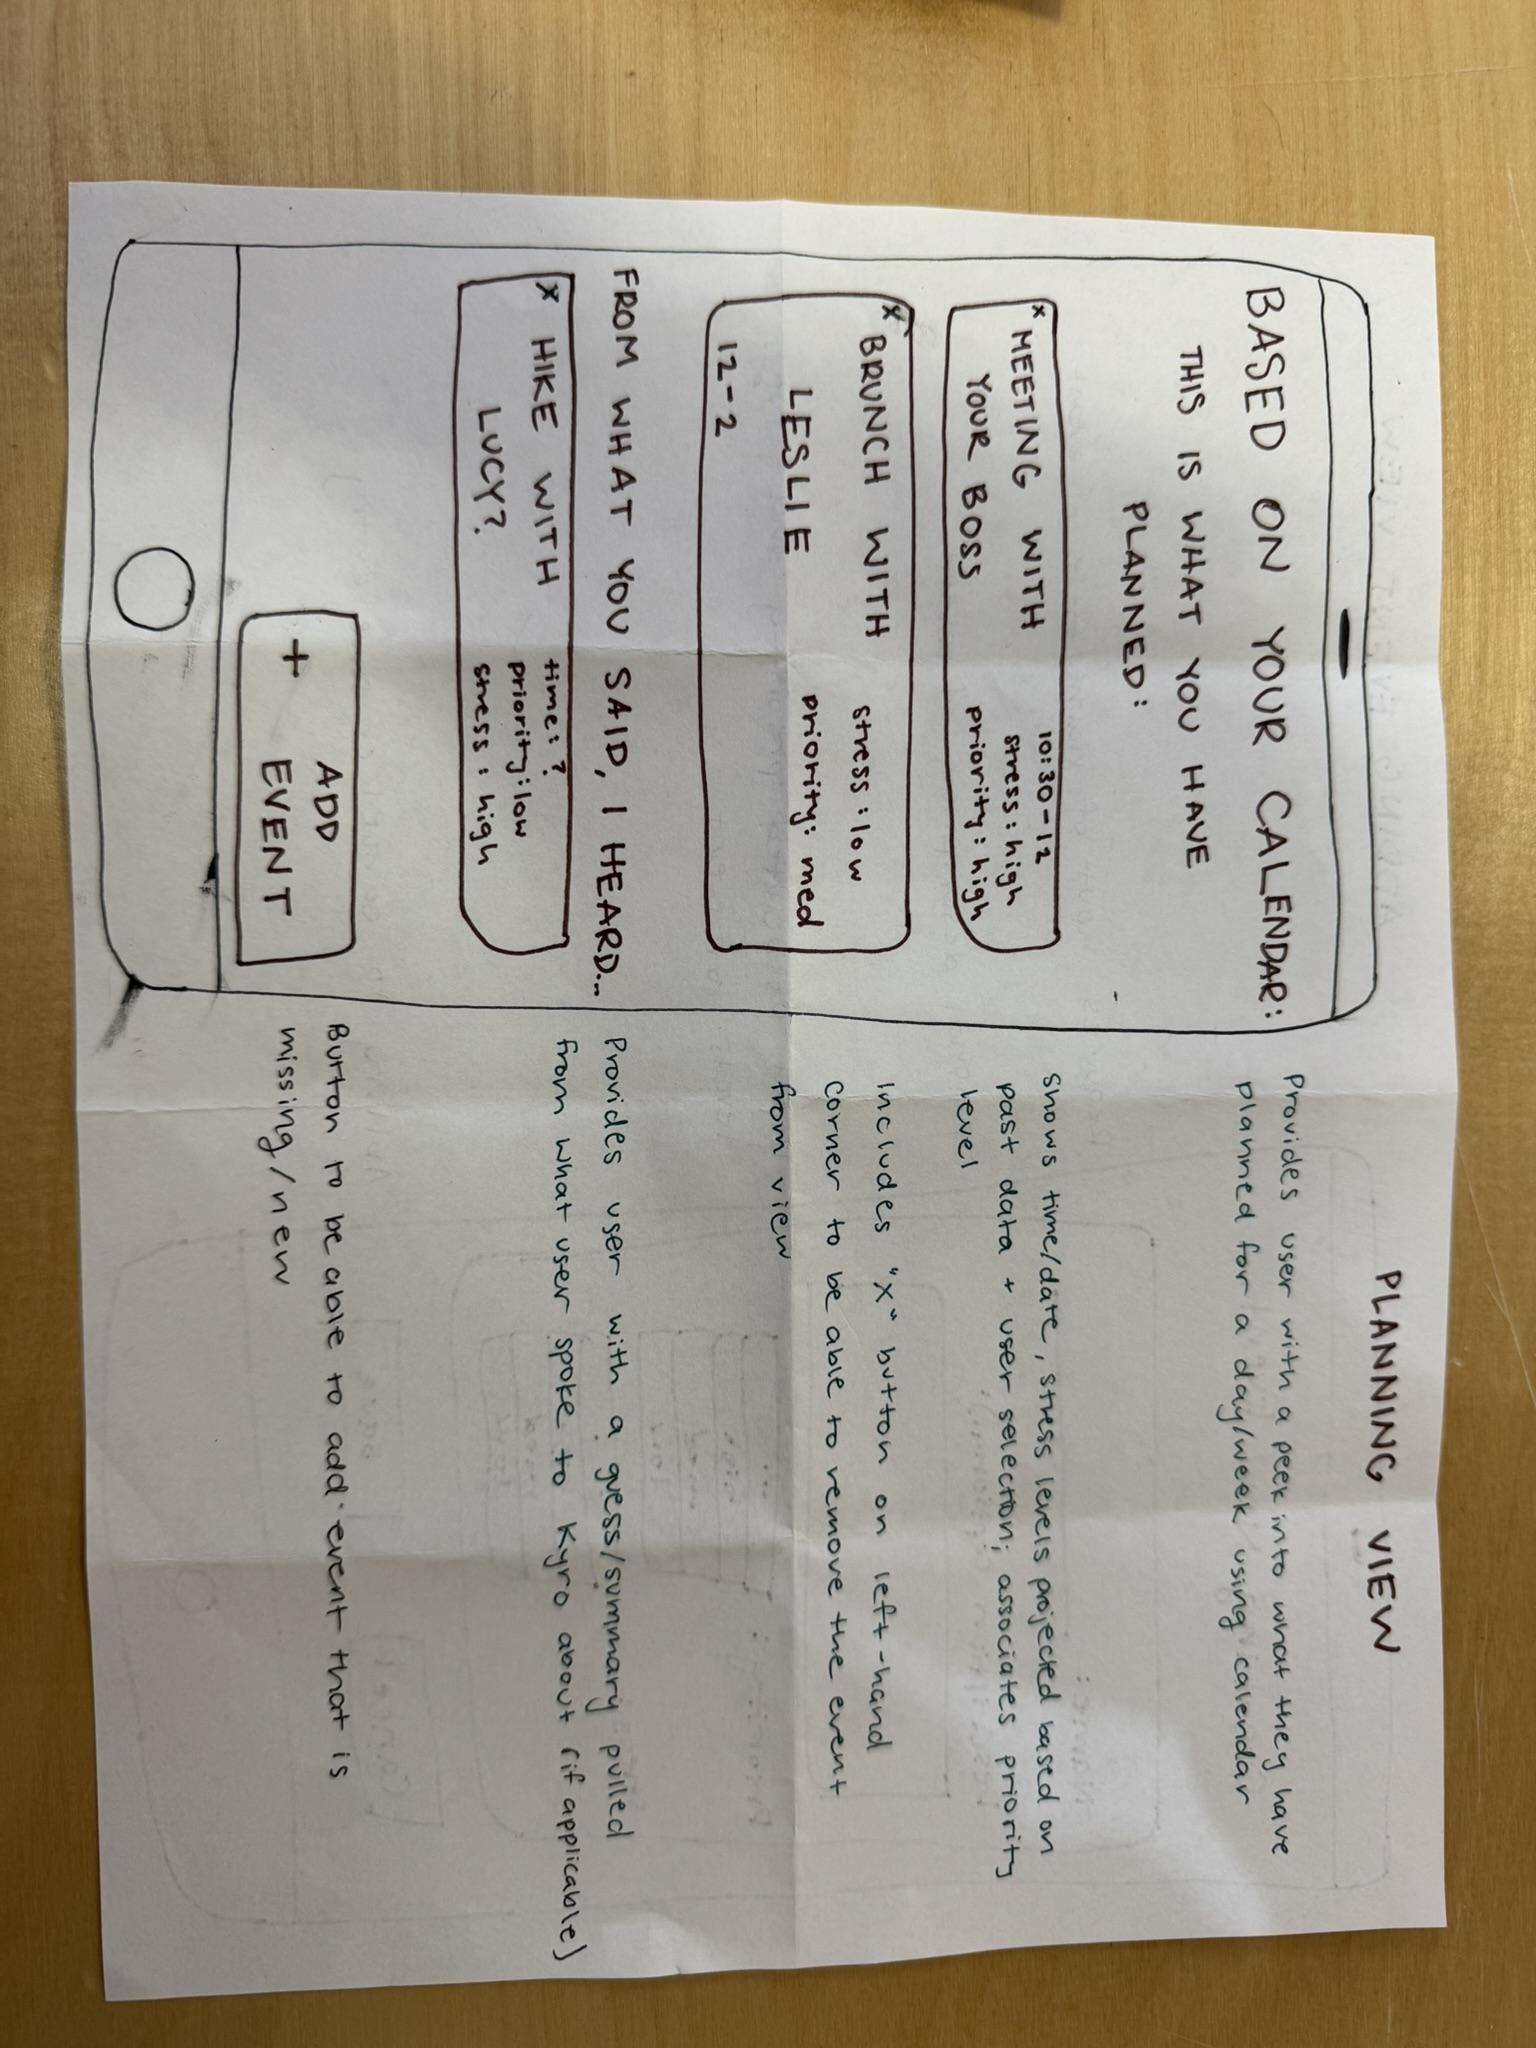 PLANNING VIEW
BASED ON YOUR CALENDAR:
THIS IS WHAT YOU HAVE
PLANNED:
x MEETING WITH
YOUR BOSS
10:30-12
stress: high
priority: high
x BRUNCH WITH
LESLIE
12-2
stress: low
priority: med
FROM WHAT YOU SAID, I HEARD...
x HIKE WITH
LUCY?
time: ?
priority: low
stress: high
+ ADD
EVENT
Provides user with a peek into what they have
planned for a day/week using calendar
shows time/date, stress levels projected based on
past data + user selection; associates priority
level
Includes "x" button on left-hand
corner to be able to remove the event
from view
Provides user with a guess/summary pulled
from what user spoke to Kyro about (if applicable)
Button to be able to add event that is
missing/new